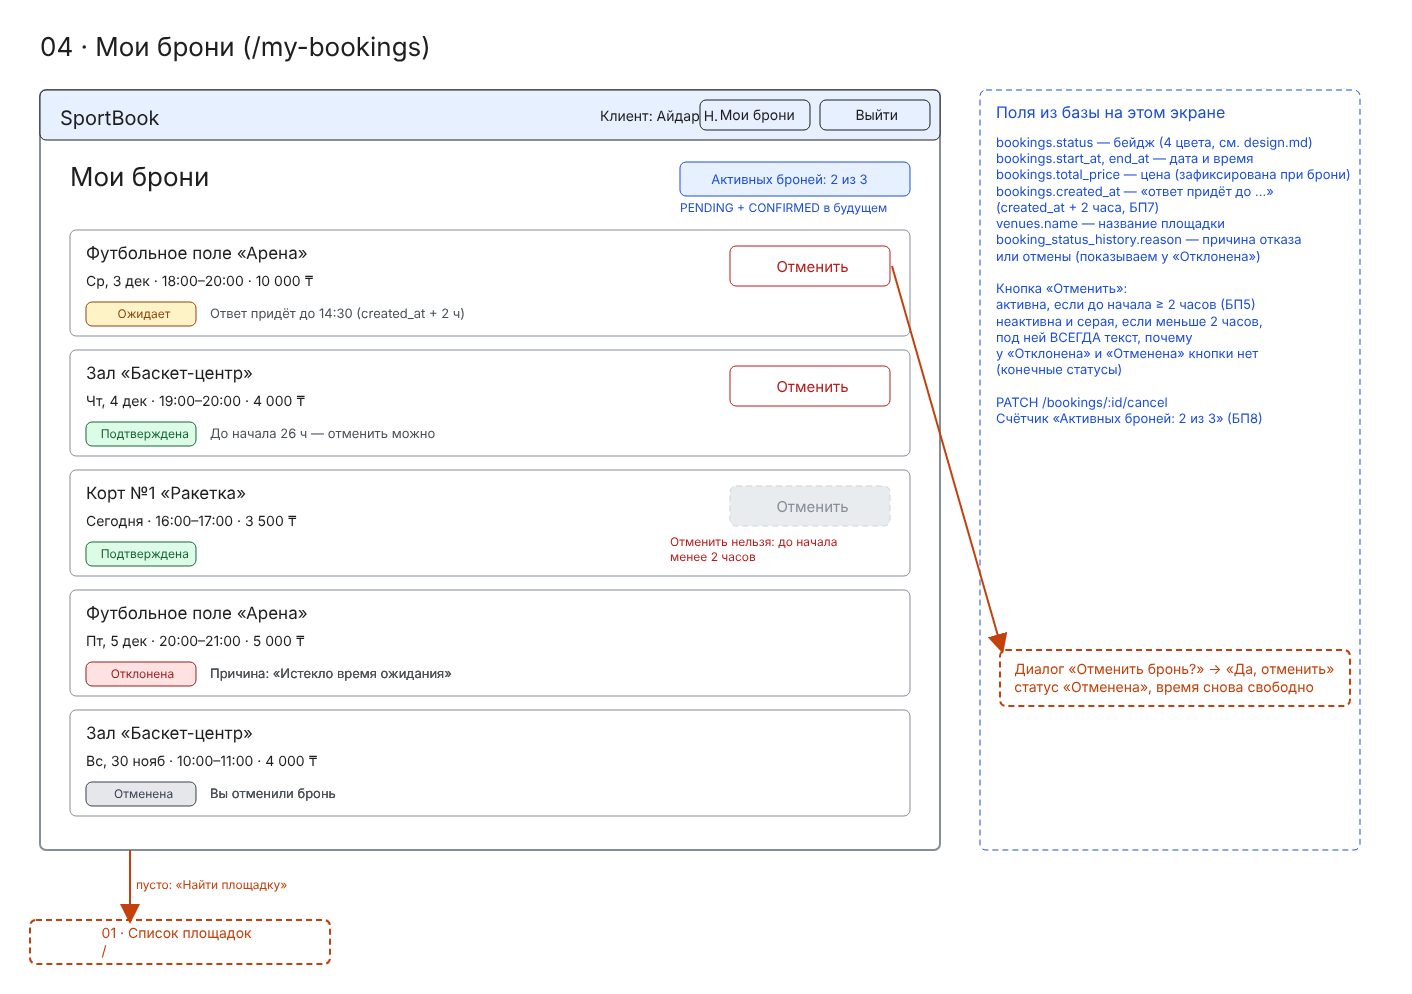 04 · Мои брони (/my-bookings)
SportBook
Клиент: Айдар Н.
Мои брони
Выйти
Мои брони
Активных броней: 2 из 3
PENDING + CONFIRMED в будущем
Футбольное поле «Арена»
Ср, 3 дек · 18:00–20:00 · 10 000 ₸
Ожидает
Ответ придёт до 14:30 (created_at + 2 ч)
Отменить
Зал «Баскет-центр»
Чт, 4 дек · 19:00–20:00 · 4 000 ₸
Подтверждена
До начала 26 ч — отменить можно
Отменить
Корт №1 «Ракетка»
Сегодня · 16:00–17:00 · 3 500 ₸
Подтверждена
Отменить
Отменить нельзя: до начала
менее 2 часов
Футбольное поле «Арена»
Пт, 5 дек · 20:00–21:00 · 5 000 ₸
Отклонена
Причина: «Истекло время ожидания»
Зал «Баскет-центр»
Вс, 30 нояб · 10:00–11:00 · 4 000 ₸
Отменена
Вы отменили бронь
Поля из базы на этом экране
bookings.status — бейдж (4 цвета, см. design.md)
bookings.start_at, end_at — дата и время
bookings.total_price — цена (зафиксирована при брони)
bookings.created_at — «ответ придёт до ...»
(created_at + 2 часа, БП7)
venues.name — название площадки
booking_status_history.reason — причина отказа
или отмены (показываем у «Отклонена»)
Кнопка «Отменить»:
активна, если до начала ≥ 2 часов (БП5)
неактивна и серая, если меньше 2 часов,
под ней ВСЕГДА текст, почему
у «Отклонена» и «Отменена» кнопки нет
(конечные статусы)
PATCH /bookings/:id/cancel
Счётчик «Активных броней: 2 из 3» (БП8)
Диалог «Отменить бронь?» → «Да, отменить»
статус «Отменена», время снова свободно
пусто: «Найти площадку»
01 · Список площадок
/